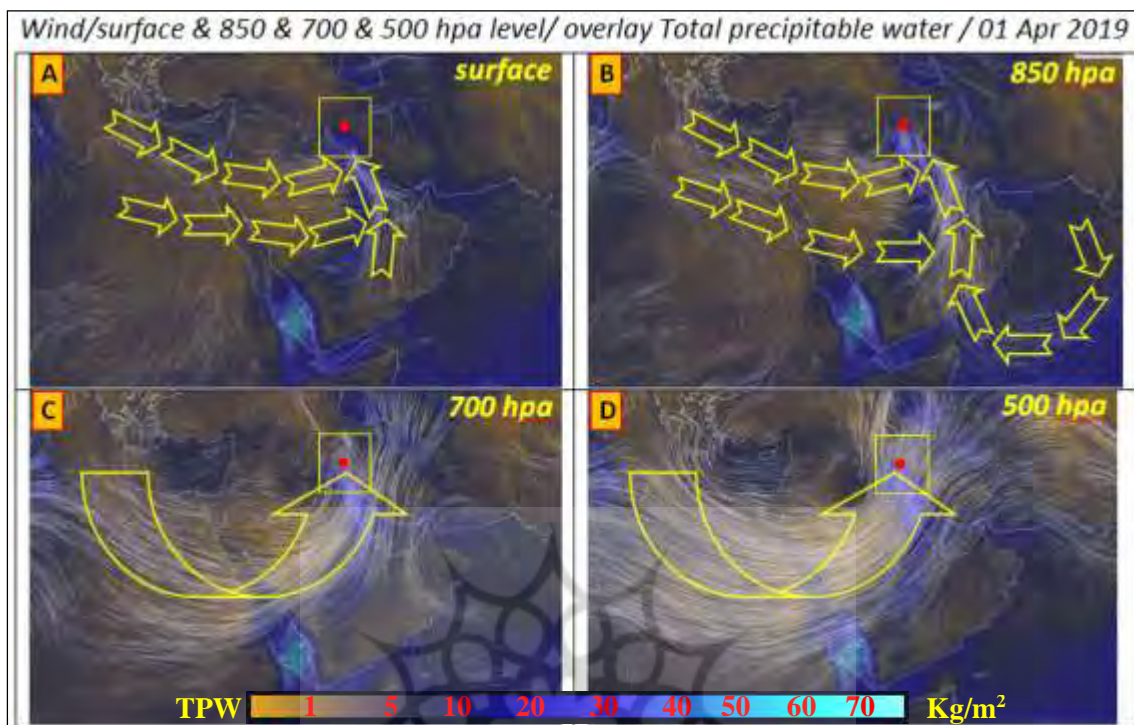 Wind/surface & 850 & 700 & 500 hpa level/ overlay Total precipitable water / 01 Apr 2019
A surface
B 850 hpa
C 700 hpa
D 500 hpa
TPW 1 5 10 20 30 40 50 60 70 Kg/m²